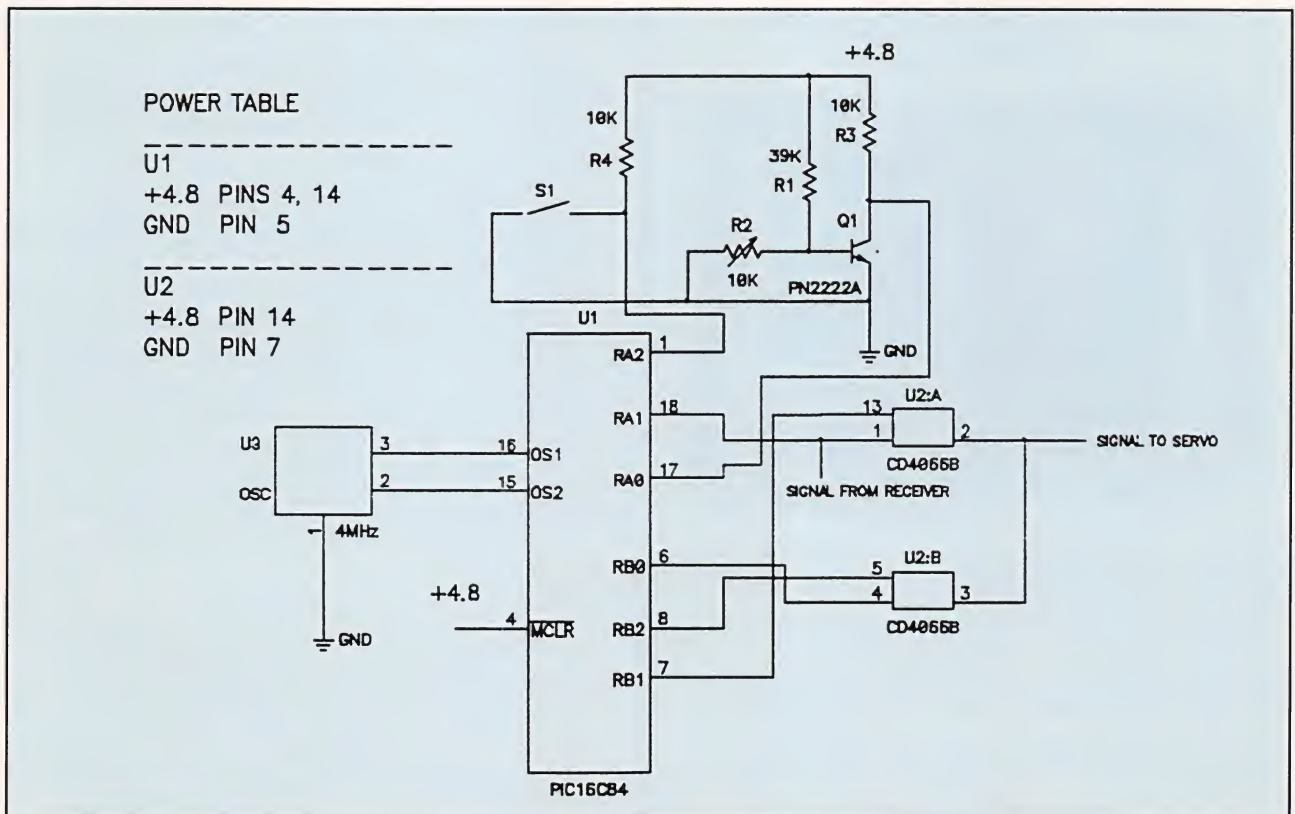 POWER TABLE
U1
+4.8 PINS 4, 14
GND PIN 5
U2
+4.8 PIN 14
GND PIN 7
+4.8
10K
R4
10K
R3
39K
R1
S1
R2
10K
Q1
PN2222A
GND
U1
RA2
1
RA1
18
RA0
17
RB0
6
RB2
8
RB1
7
16
OS1
15
OS2
4
MCLR
+4.8
PIC16C84
U3
OSC
3
2
1
4MHz
GND
U2:A
13
1
2
CD4066B
SIGNAL FROM RECEIVER
SIGNAL TO SERVO
U2:B
5
4
3
CD4066B